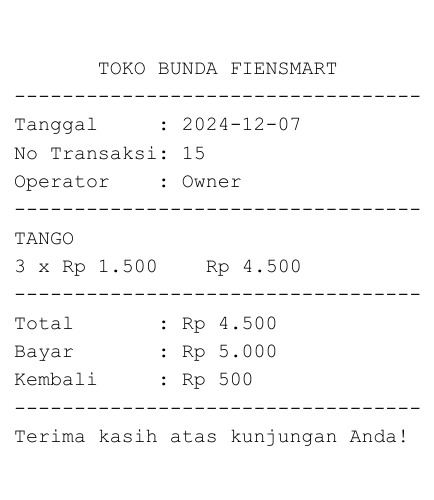 TOKO BUNDA FIENSMART
----------------------------------
Tanggal     : 2024-12-07
No Transaksi: 15
Operator    : Owner
----------------------------------
TANGO
3 x Rp 1.500    Rp 4.500
----------------------------------
Total       : Rp 4.500
Bayar       : Rp 5.000
Kembali     : Rp 500
----------------------------------
Terima kasih atas kunjungan Anda!